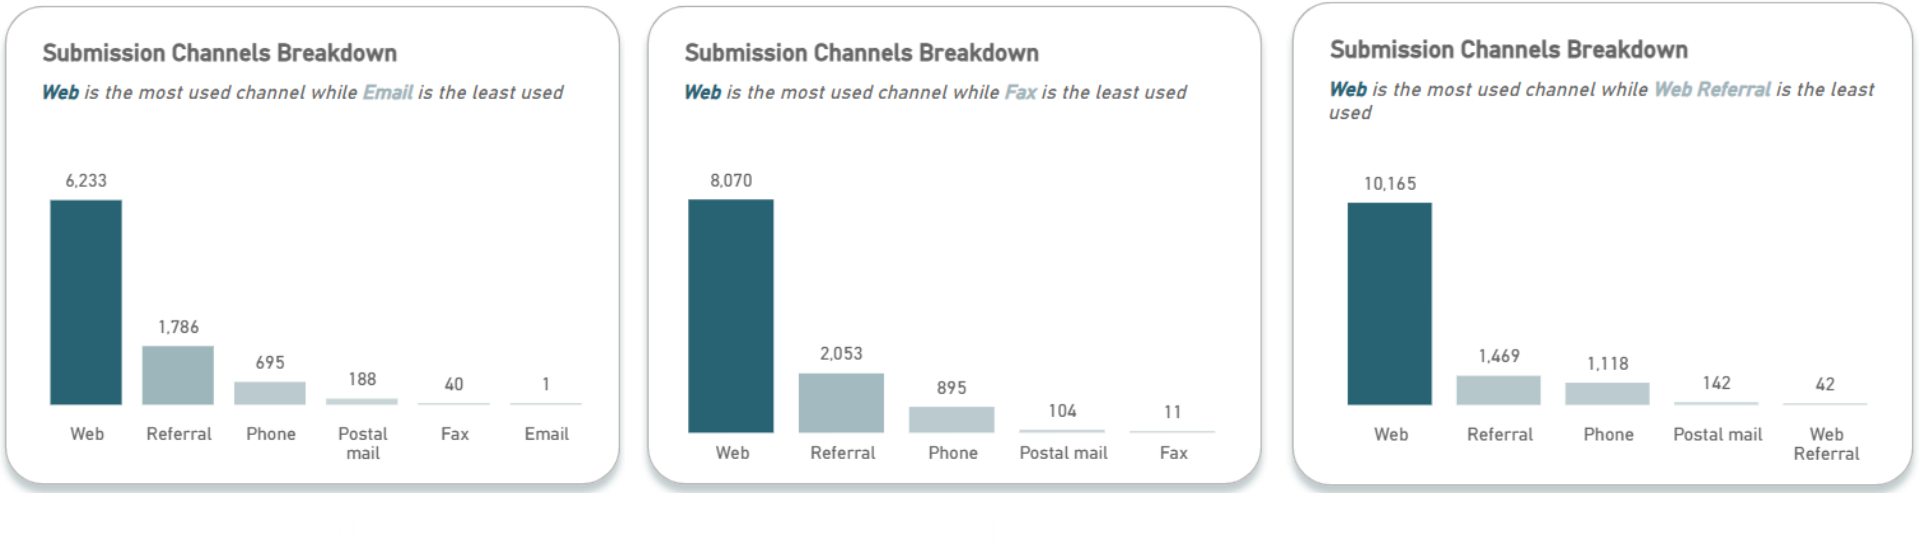 Submission Channels Breakdown
Web is the most used channel while Email is the least used
6,233
1,786
695
188
40
1
Web
Referral
Phone
Postal
mail
Fax
Email
Submission Channels Breakdown
Web is the most used channel while Fax is the least used
8,070
2,053
895
104
11
Web
Referral
Phone
Postal mail
Fax
Submission Channels Breakdown
Web is the most used channel while Web Referral is the least
used
10,165
1,469
1,118
142
42
Web
Referral
Phone
Postal mail
Web
Referral